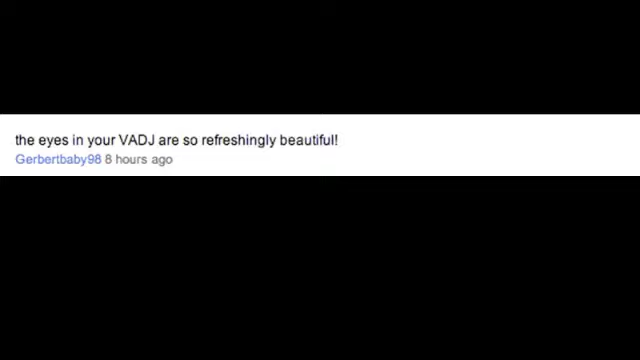 the eyes in your VADJ are so refreshingly beautiful!
Gerbertbaby98 8 hours ago